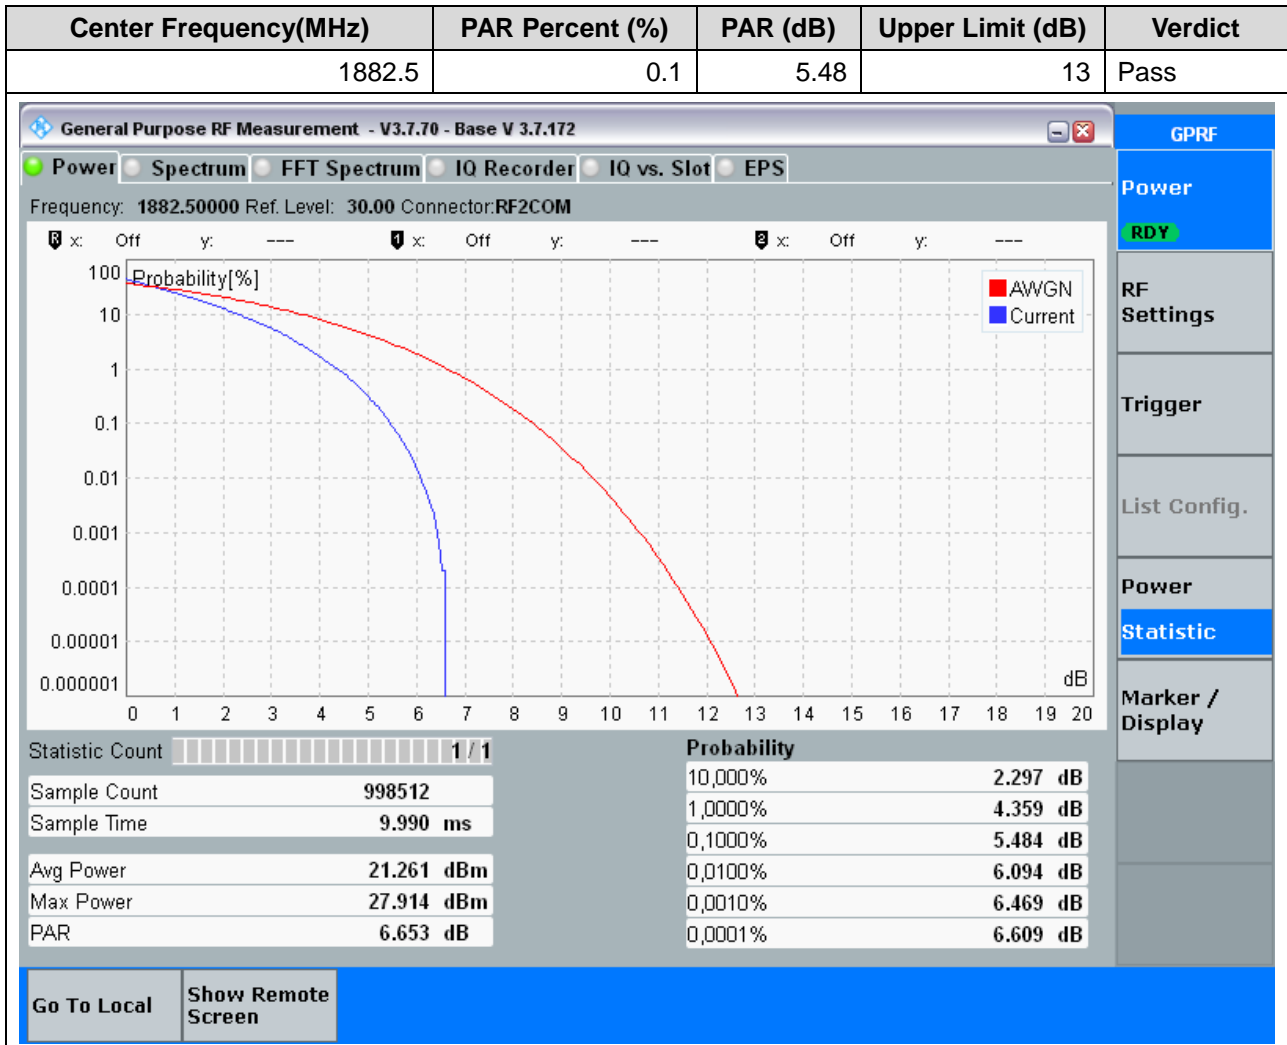 Center Frequency(MHz) PAR Percent (%) PAR (dB) Upper Limit (dB) Verdict
1882.5 0.1 5.48 13 Pass
General Purpose RF Measurement - V3.7.70 - Base V 3.7.172
GPRF
Power Spectrum FFT Spectrum IQ Recorder IQ vs. Slot EPS
Frequency: 1882.50000 Ref. Level: 30.00 Connector:RF2COM
R x: Off y: --- 1 x: Off y: --- 2 x: Off y: ---
Probability[%]
100
10
1
0.1
0.01
0.001
0.0001
0.00001
0.000001
AWGN
Current
dB
0 1 2 3 4 5 6 7 8 9 10 11 12 13 14 15 16 17 18 19 20
Statistic Count 1 / 1
Sample Count 998512
Sample Time 9.990 ms
Avg Power 21.261 dBm
Max Power 27.914 dBm
PAR 6.653 dB
Probability
10,000% 2.297 dB
1,0000% 4.359 dB
0,1000% 5.484 dB
0,0100% 6.094 dB
0,0010% 6.469 dB
0,0001% 6.609 dB
Power
RDY
RF
Settings
Trigger
List Config.
Power
Statistic
Marker /
Display
Go To Local
Show Remote
Screen